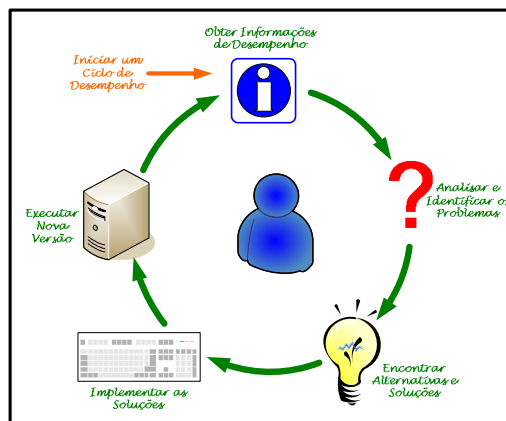 Obter Informações
de Desempenho
Iniciar um
Ciclo de
Desempenho
Analisar e
Identificar os
Problemas
Encontrar
Alternativas e
Soluções
Implementar as
Soluções
Executar
Nova
Versão